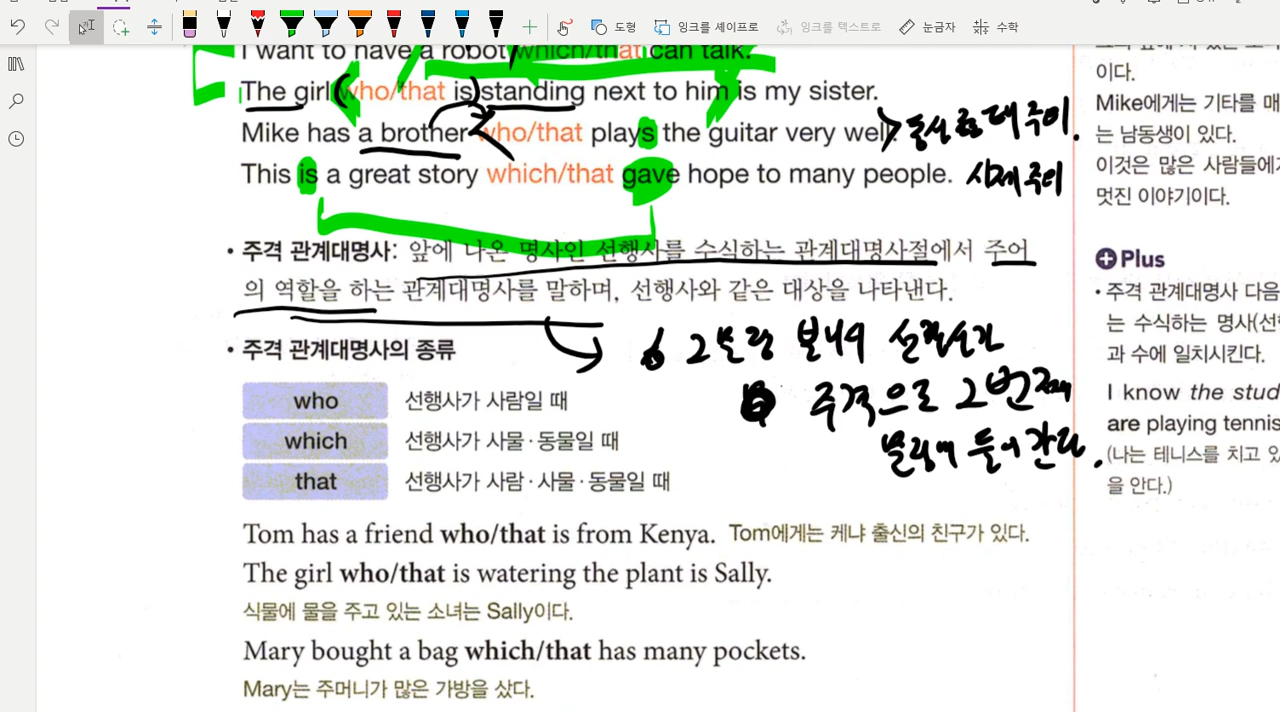 도형
잉크를 셰이프로
잉크를 텍스트로
눈금자
수학
I want to have a robot which/that can talk.
The girl who/that is standing next to him is my sister.
Mike has a brother who/that plays the guitar very well.
동사 형태 주의.
This is a great story which/that gave hope to many people.
시제 주의
• 주격 관계대명사: 앞에 나온 명사인 선행사를 수식하는 관계대명사절에서 주어
의 역할을 하는 관계대명사를 말하며, 선행사와 같은 대상을 나타낸다.
2문장 보내서 선행사가
주격으로 2번째
문장에 들어 간다.
• 주격 관계대명사의 종류
who 선행사가 사람일 때
which 선행사가 사물·동물일 때
that 선행사가 사람·사물·동물일 때
Tom has a friend who/that is from Kenya. Tom에게는 케냐 출신의 친구가 있다.
The girl who/that is watering the plant is Sally.
식물에 물을 주고 있는 소녀는 Sally이다.
Mary bought a bag which/that has many pockets.
Mary는 주머니가 많은 가방을 샀다.
이다.
Mike에게는 기타를 매
는 남동생이 있다.
이것은 많은 사람들에게
멋진 이야기이다.
Plus
• 주격 관계대명사 다음
는 수식하는 명사(선행
과 수에 일치시킨다.
I know the stud
are playing tennis
(나는 테니스를 치고 있
을 안다.)